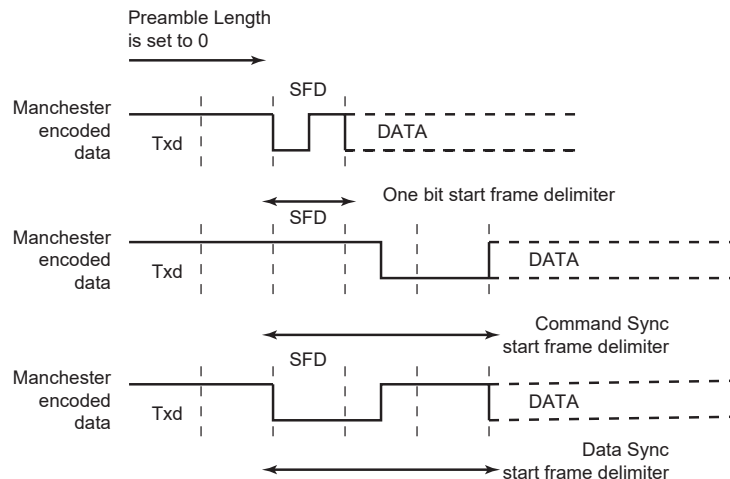 Preamble Length
is set to 0
SFD
Manchester
encoded
data
Txd
DATA
One bit start frame delimiter
SFD
Manchester
encoded
data
Txd
DATA
Command Sync
start frame delimiter
SFD
Manchester
encoded
data
Txd
DATA
Data Sync
start frame delimiter